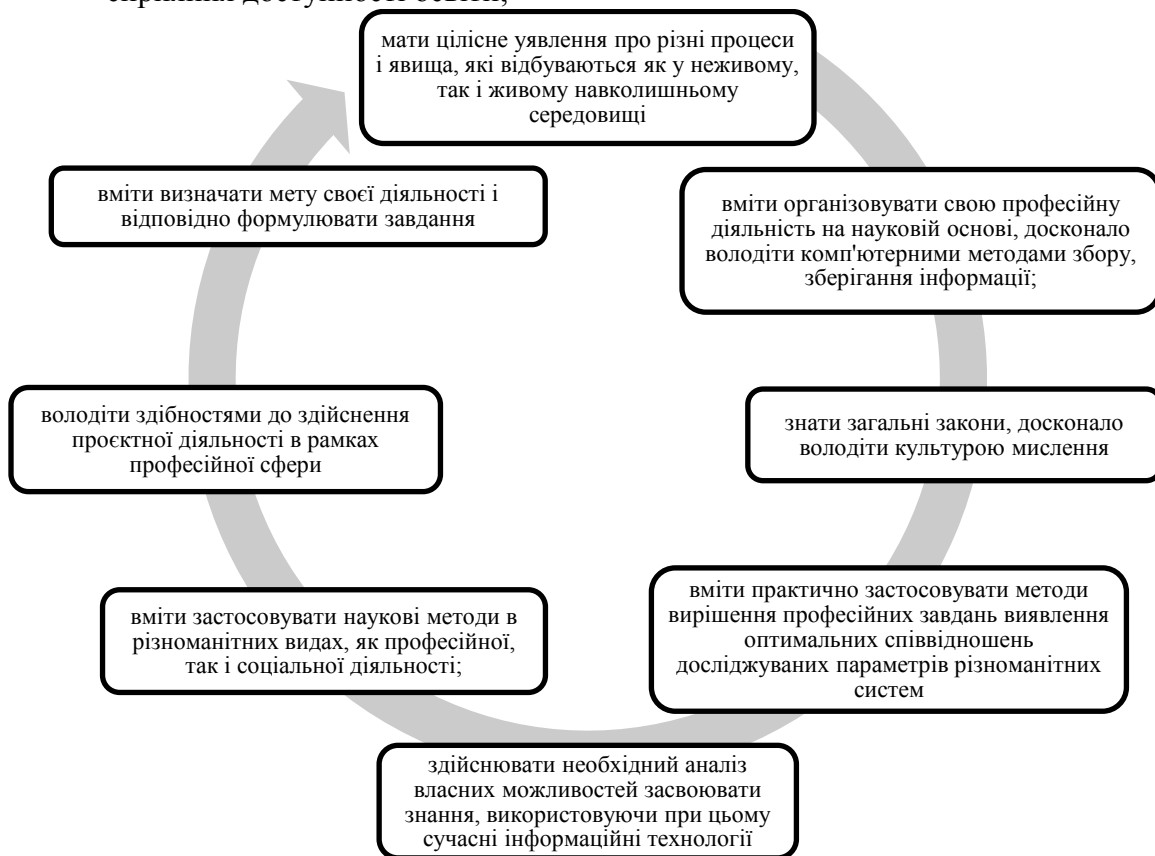 мати цілісне уявлення про різні процеси
і явища, які відбуваються як у неживому,
так і живому навколишньому
середовищі
вміти організовувати свою професійну
діяльність на науковій основі, досконало
володіти комп'ютерними методами збору,
зберігання інформації;
знати загальні закони, досконало
володіти культурою мислення
вміти практично застосовувати методи
вирішення професійних завдань виявлення
оптимальних співвідношень
досліджуваних параметрів різноманітних
систем
здійснювати необхідний аналіз
власних можливостей засвоювати
знання, використовуючи при цьому
сучасні інформаційні технології
вміти застосовувати наукові методи в
різноманітних видах, як професійної,
так і соціальної діяльності;
володіти здібностями до здійснення
проєктної діяльності в рамках
професійної сфери
вміти визначати мету своєї діяльності і
відповідно формулювати завдання